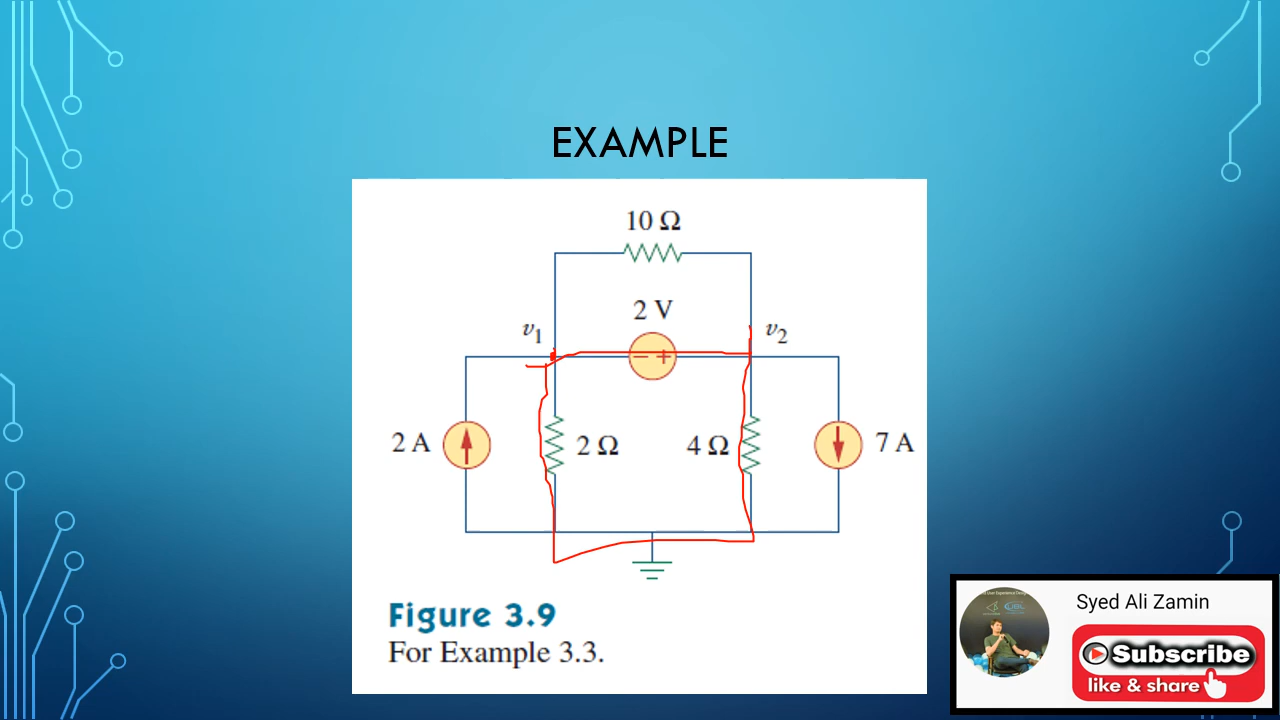 EXAMPLE
10 Ω
2 V
v1
v2
− +
2 A
2 Ω
4 Ω
7 A
Figure 3.9
For Example 3.3.
Syed Ali Zamin
Subscribe
like & share